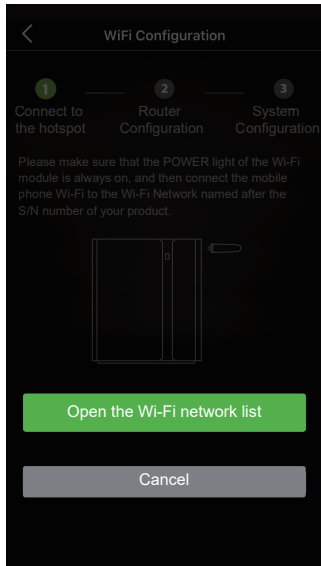 WiFi Configuration
1 2 3
Connect to the hotspot
Router Configuration
System Configuration
Please make sure that the POWER light of the Wi-Fi
module is always on, and then connect the mobile
phone Wi-Fi to the Wi-Fi Network named after the
S/N number of your product.
Open the Wi-Fi network list
Cancel